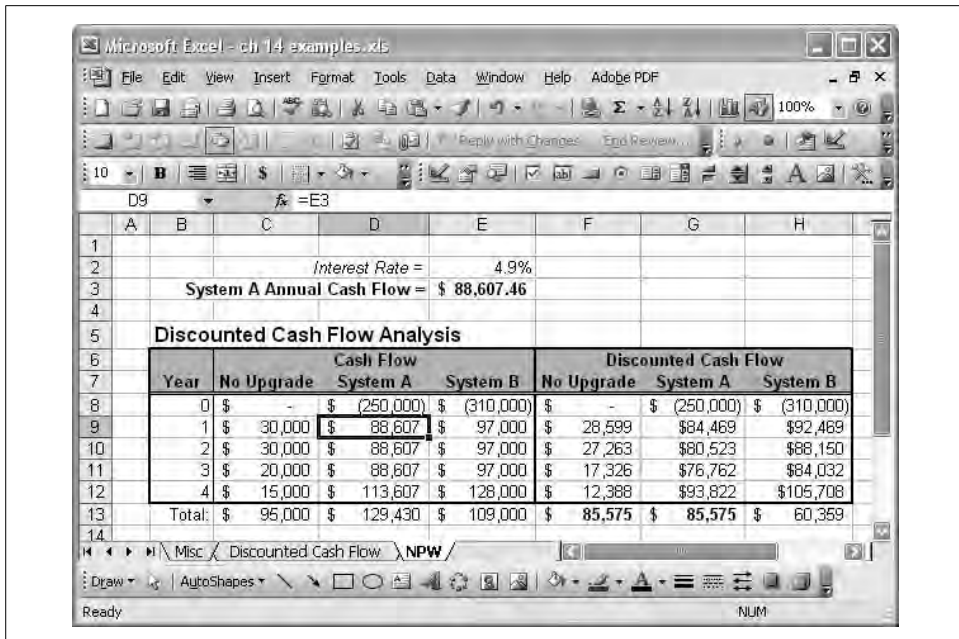 Microsoft Excel - ch 14 examples.xls
File Edit View Insert Format Tools Data Window Help Adobe PDF
100%
Reply with Changes... End Review...
10 B $ A
D9 fx =E3
A B C D E F G H
1
2 Interest Rate = 4.9%
3 System A Annual Cash Flow = $ 88,607.46
4
5 Discounted Cash Flow Analysis
6 Cash Flow Discounted Cash Flow
7 Year No Upgrade System A System B No Upgrade System A System B
8 0 $ - $ (250,000) $ (310,000) $ - $ (250,000) $ (310,000)
9 1 $ 30,000 $ 88,607 $ 97,000 $ 28,599 $84,469 $92,469
10 2 $ 30,000 $ 88,607 $ 97,000 $ 27,263 $80,523 $88,150
11 3 $ 20,000 $ 88,607 $ 97,000 $ 17,326 $76,762 $84,032
12 4 $ 15,000 $ 113,607 $ 128,000 $ 12,388 $93,822 $105,708
13 Total: $ 95,000 $ 129,430 $ 109,000 $ 85,575 $ 85,575 $ 60,359
14
Misc Discounted Cash Flow NPW
Draw AutoShapes
Ready NUM